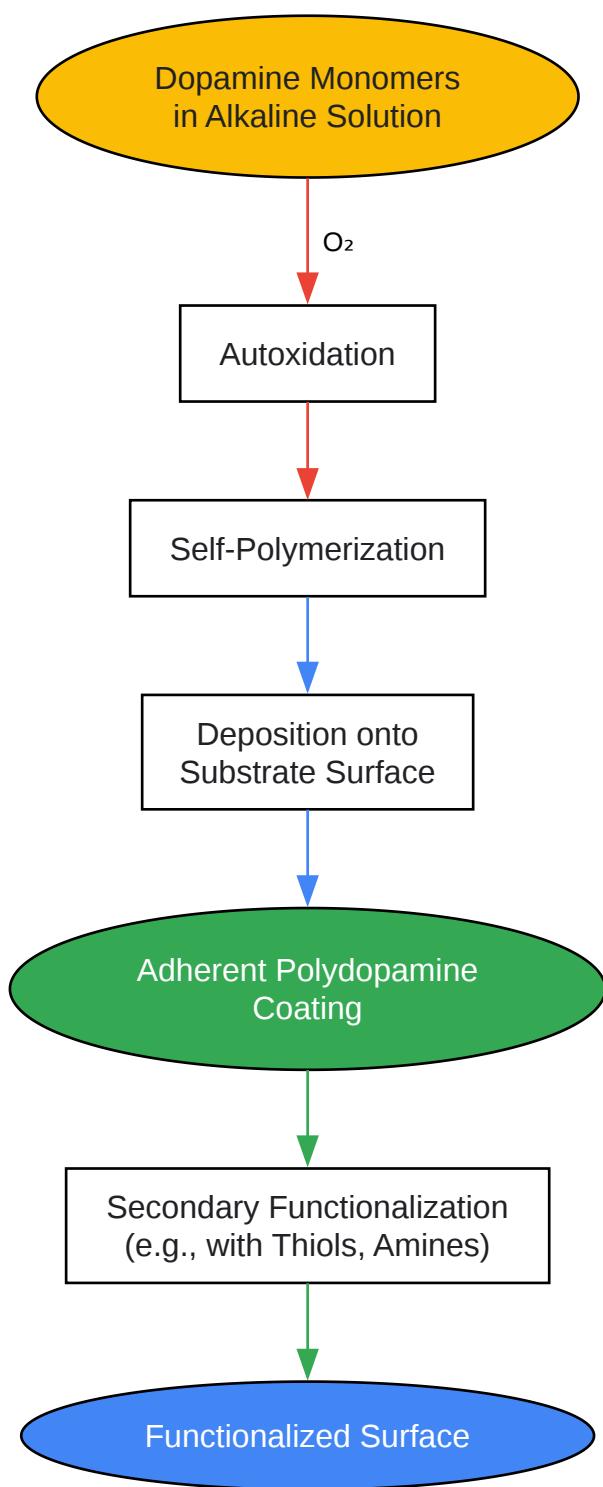 Dopamine Monomers
in Alkaline Solution
O₂
Autoxidation
Self-Polymerization
Deposition onto
Substrate Surface
Adherent Polydopamine
Coating
Secondary Functionalization
(e.g., with Thiols, Amines)
Functionalized Surface